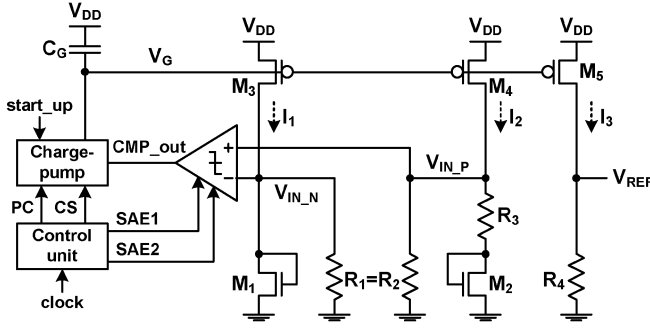 VDD
CG
VG
VDD
VDD
VDD
M3
M4
M5
start_up
I1
I2
I3
Charge-pump
CMP_out
+
−
VIN_N
VIN_P
VREF
PC
CS
SAE1
SAE2
Control
unit
clock
R3
M1
R1=R2
M2
R4